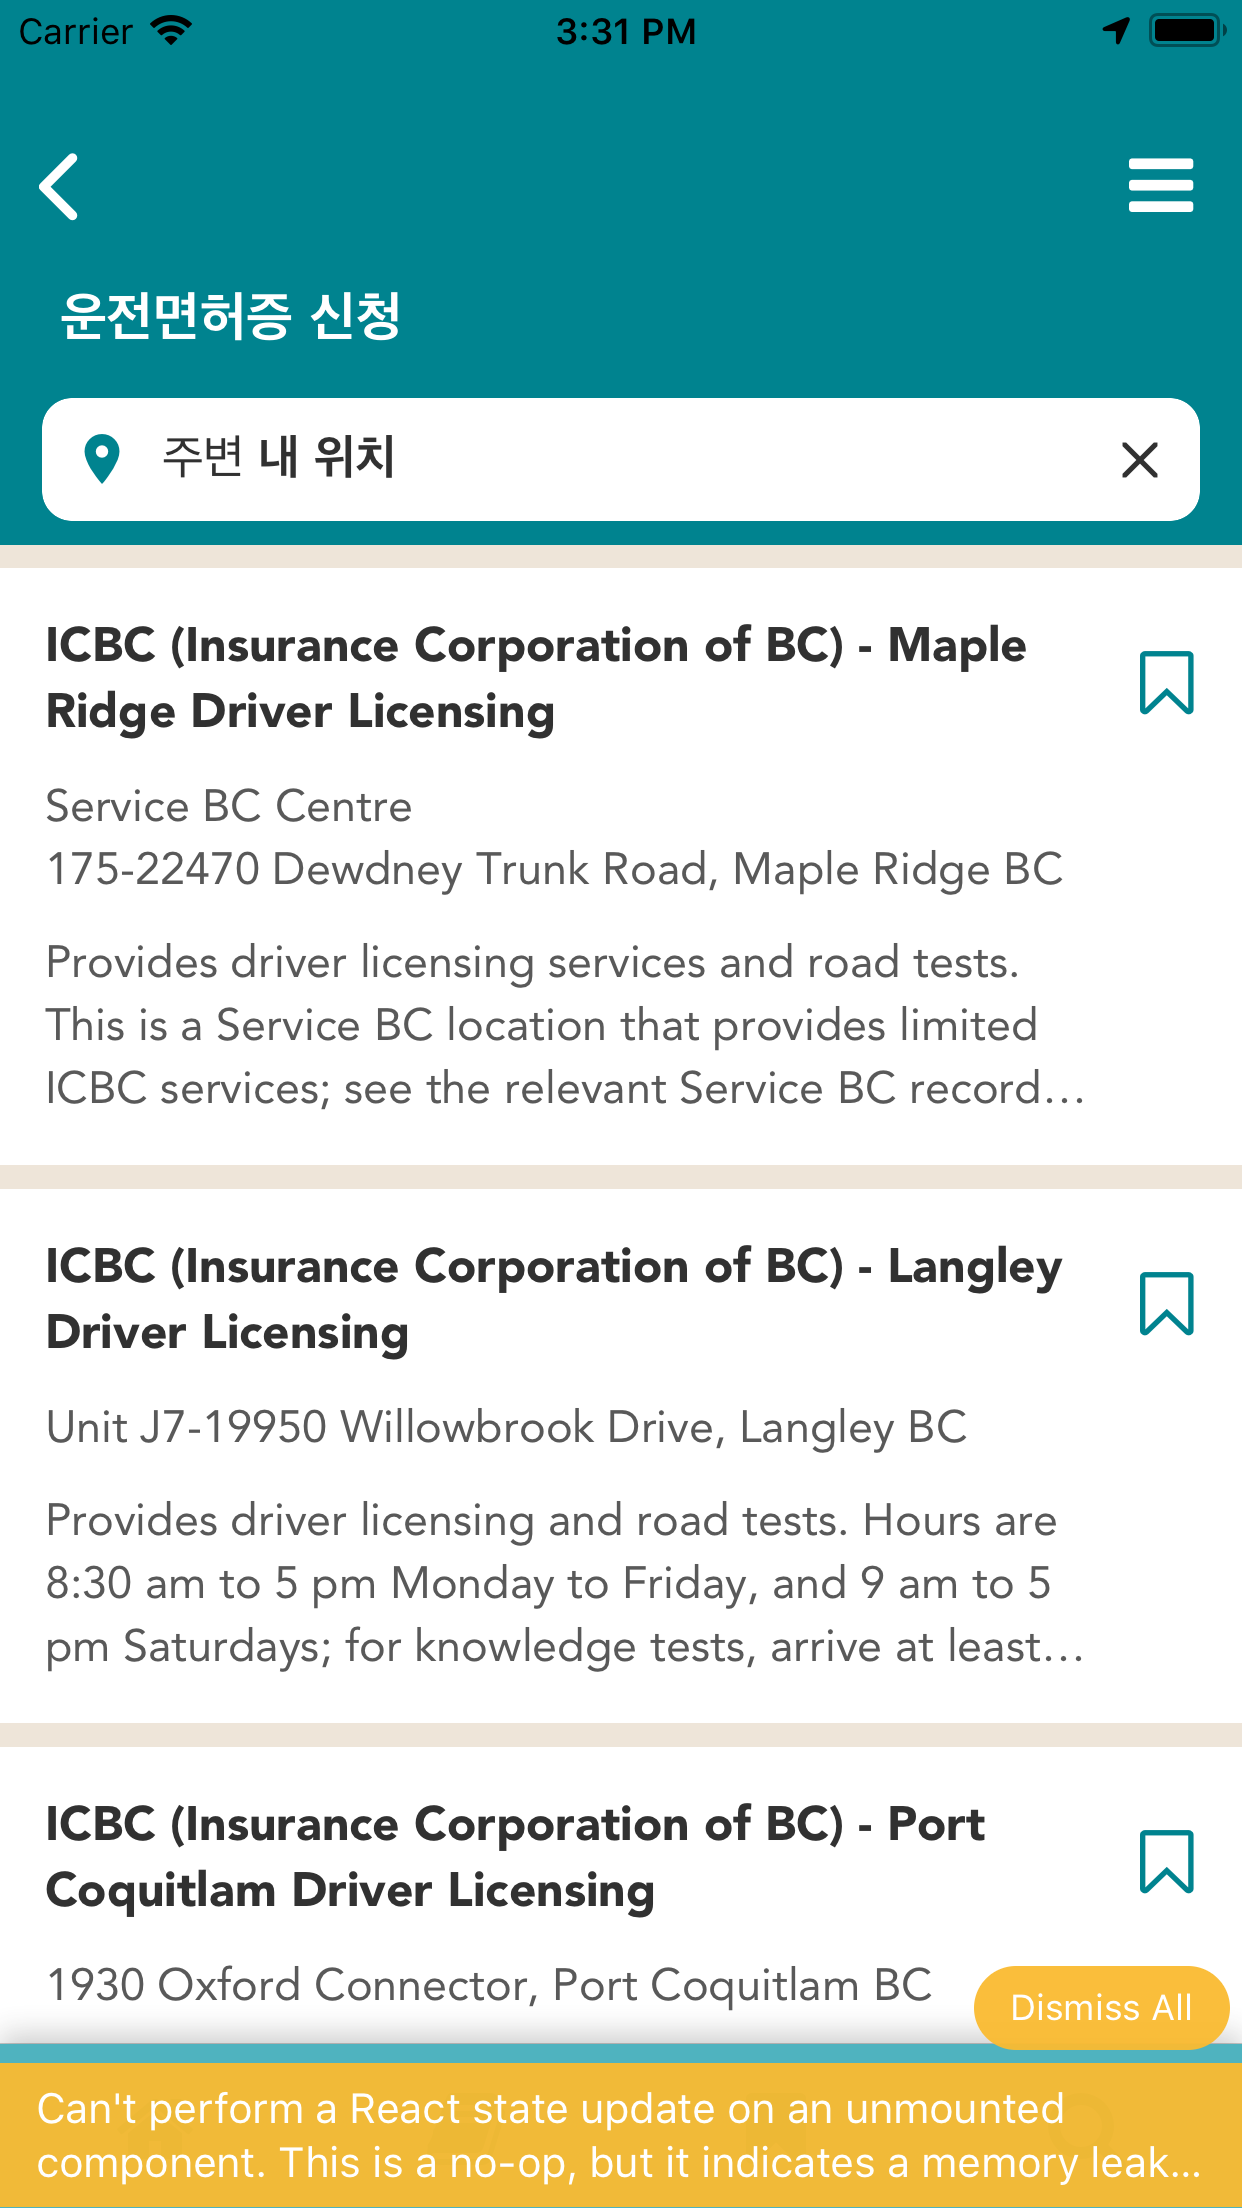 Carrier 3:31 PM
운전면허증 신청
주변 내 위치
ICBC (Insurance Corporation of BC) - Maple
Ridge Driver Licensing
Service BC Centre
175-22470 Dewdney Trunk Road, Maple Ridge BC
Provides driver licensing services and road tests.
This is a Service BC location that provides limited
ICBC services; see the relevant Service BC record...
ICBC (Insurance Corporation of BC) - Langley
Driver Licensing
Unit J7-19950 Willowbrook Drive, Langley BC
Provides driver licensing and road tests. Hours are
8:30 am to 5 pm Monday to Friday, and 9 am to 5
pm Saturdays; for knowledge tests, arrive at least...
ICBC (Insurance Corporation of BC) - Port
Coquitlam Driver Licensing
1930 Oxford Connector, Port Coquitlam BC
Dismiss All
Can't perform a React state update on an unmounted
component. This is a no-op, but it indicates a memory leak...